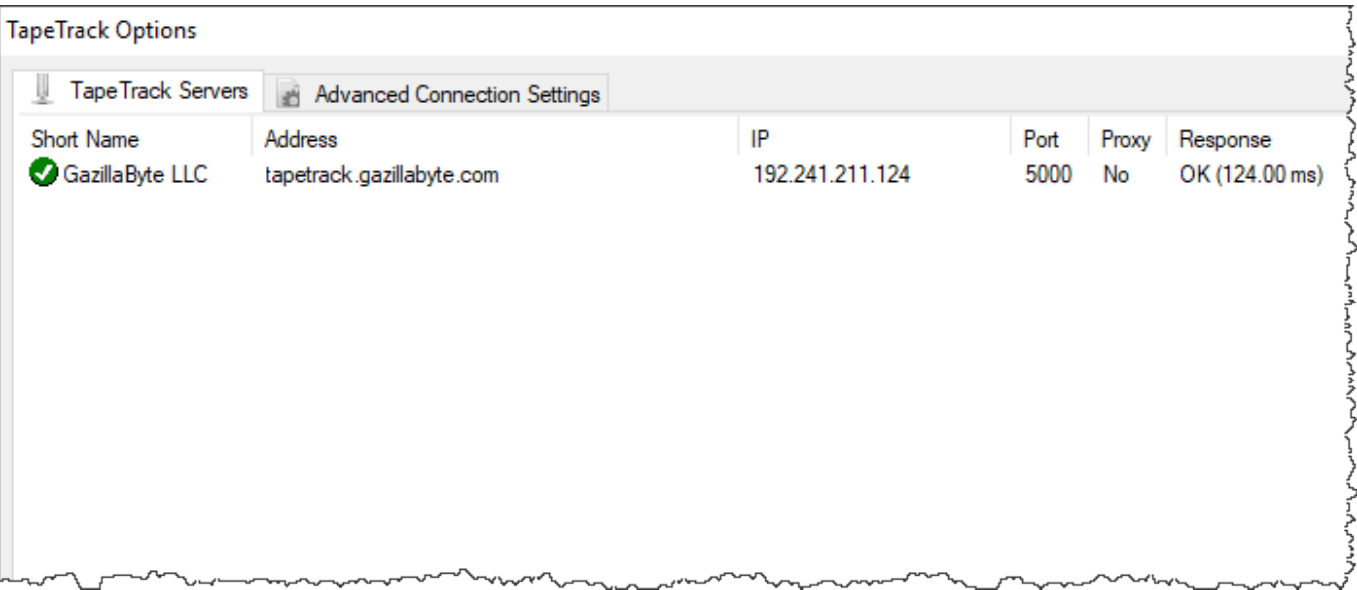 TapeTrack Options
TapeTrack Servers Advanced Connection Settings
Short Name Address IP Port Proxy Response
GazillaByte LLC tapetrack.gazillabyte.com 192.241.211.124 5000 No OK (124.00 ms)